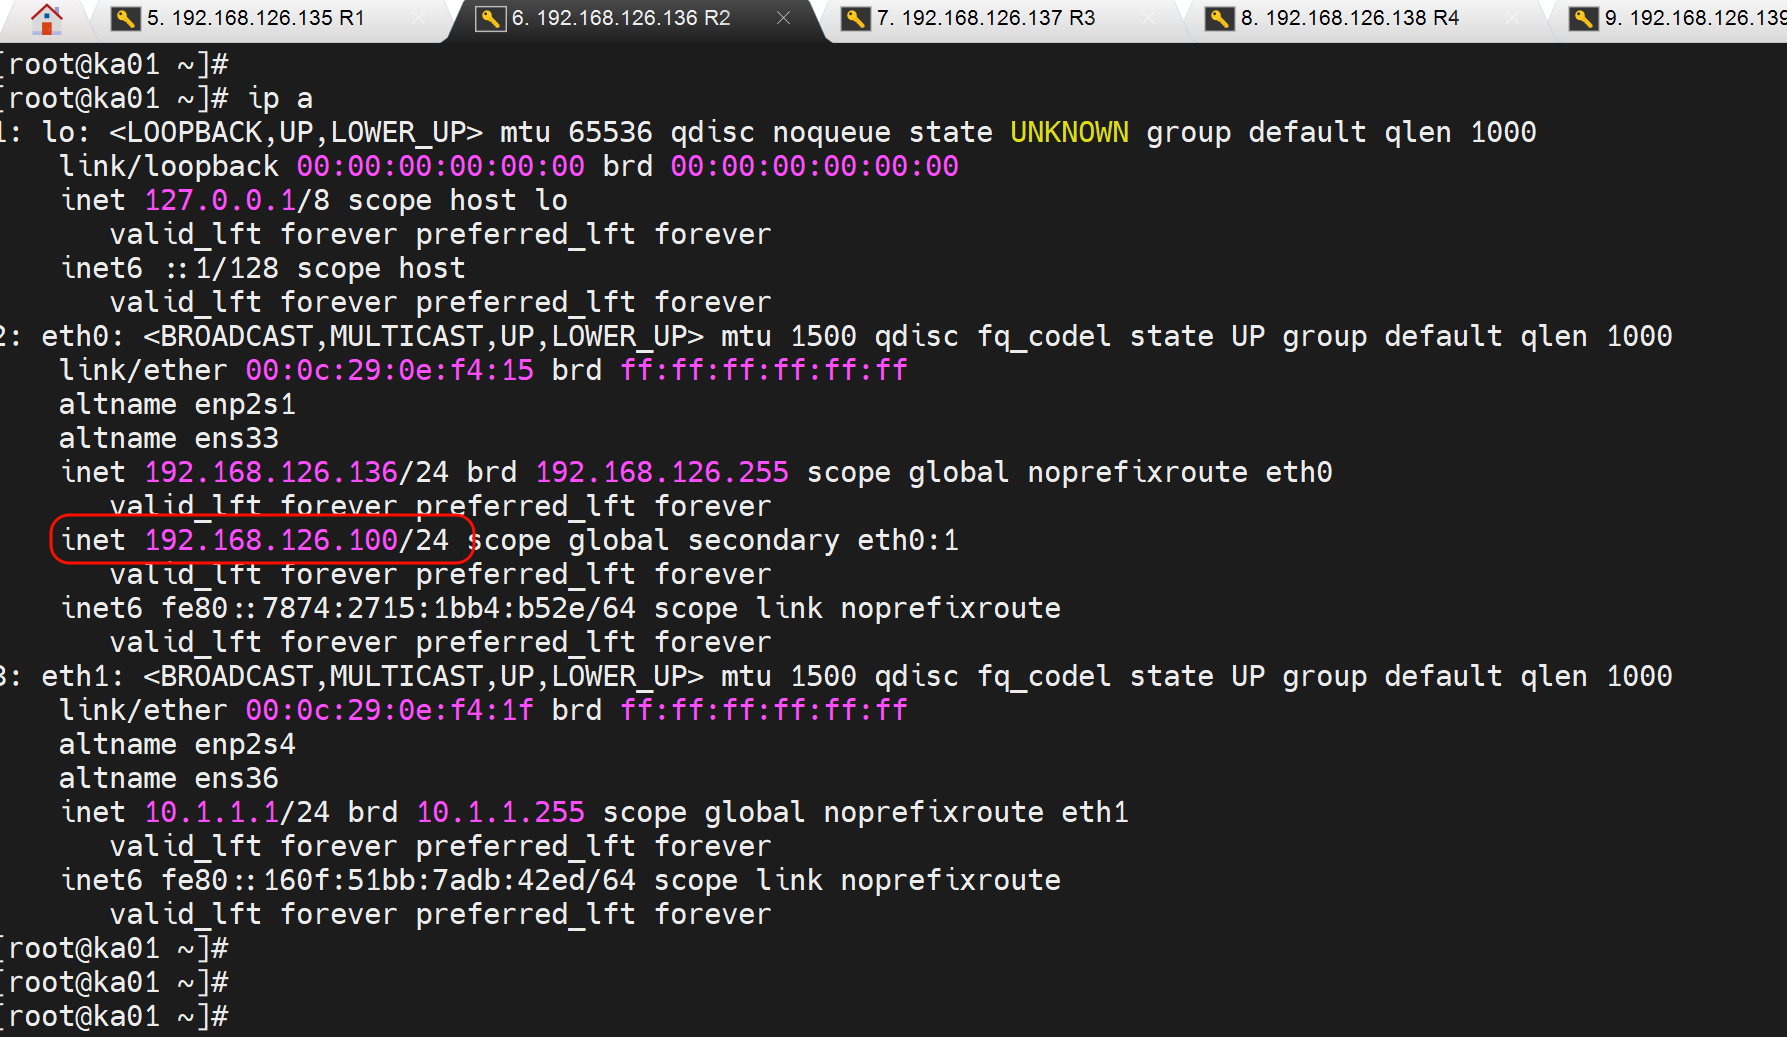 5. 192.168.126.135 R1
6. 192.168.126.136 R2
7. 192.168.126.137 R3
8. 192.168.126.138 R4
9. 192.168.126.139
[root@ka01 ~]#
[root@ka01 ~]# ip a
1: lo: <LOOPBACK,UP,LOWER_UP> mtu 65536 qdisc noqueue state UNKNOWN group default qlen 1000
link/loopback 00:00:00:00:00:00 brd 00:00:00:00:00:00
inet 127.0.0.1/8 scope host lo
valid_lft forever preferred_lft forever
inet6 ::1/128 scope host
valid_lft forever preferred_lft forever
2: eth0: <BROADCAST,MULTICAST,UP,LOWER_UP> mtu 1500 qdisc fq_codel state UP group default qlen 1000
link/ether 00:0c:29:0e:f4:15 brd ff:ff:ff:ff:ff:ff
altname enp2s1
altname ens33
inet 192.168.126.136/24 brd 192.168.126.255 scope global noprefixroute eth0
valid_lft forever preferred_lft forever
inet 192.168.126.100/24 scope global secondary eth0:1
valid_lft forever preferred_lft forever
inet6 fe80::7874:2715:1bb4:b52e/64 scope link noprefixroute
valid_lft forever preferred_lft forever
3: eth1: <BROADCAST,MULTICAST,UP,LOWER_UP> mtu 1500 qdisc fq_codel state UP group default qlen 1000
link/ether 00:0c:29:0e:f4:1f brd ff:ff:ff:ff:ff:ff
altname enp2s4
altname ens36
inet 10.1.1.1/24 brd 10.1.1.255 scope global noprefixroute eth1
valid_lft forever preferred_lft forever
inet6 fe80::160f:51bb:7adb:42ed/64 scope link noprefixroute
valid_lft forever preferred_lft forever
[root@ka01 ~]#
[root@ka01 ~]#
[root@ka01 ~]#